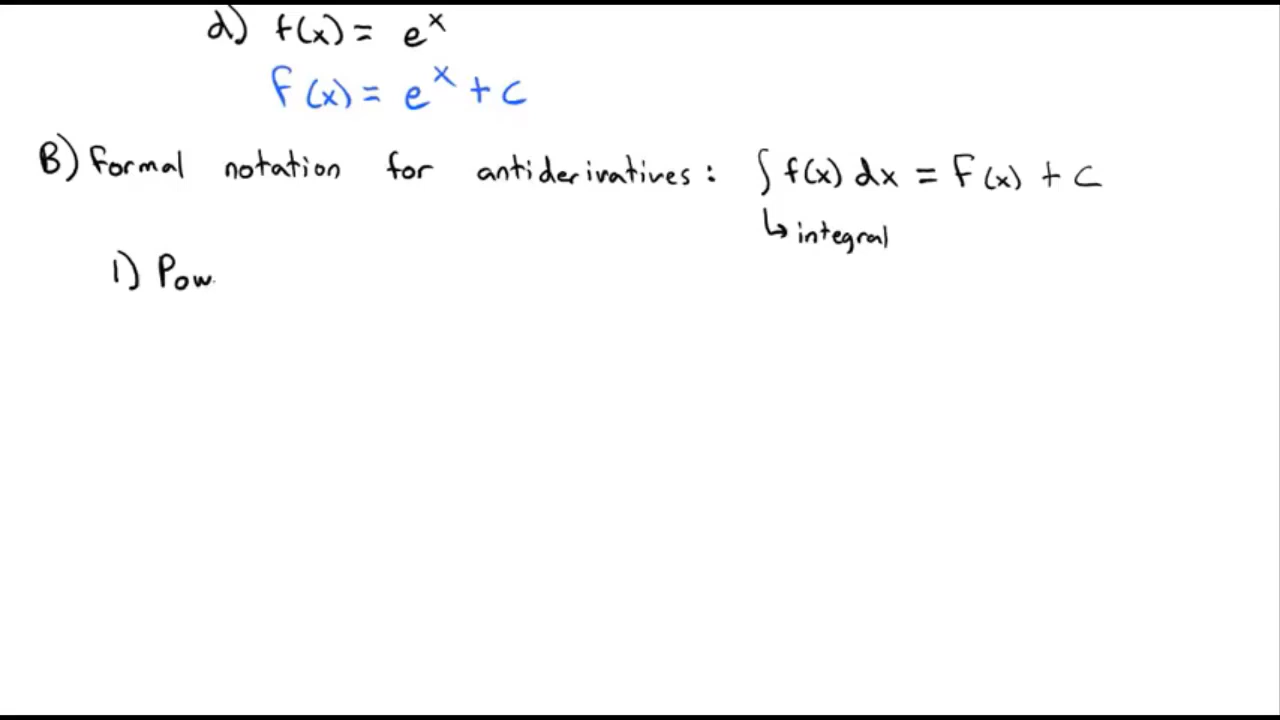 d) f(x) = e^x
F(x) = e^x + c
B) Formal notation for antiderivatives: ∫ f(x) dx = F(x) + c
↳ integral
1) Pow